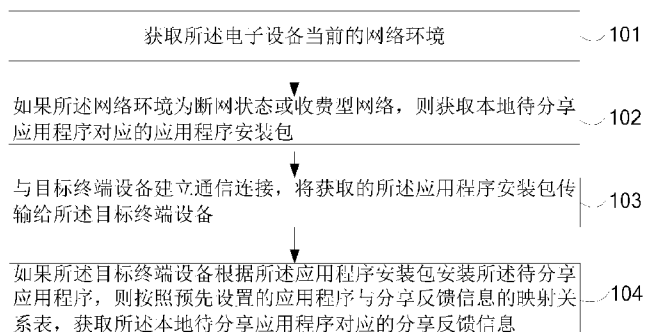 获取所述电子设备当前的网络环境
101
如果所述网络环境为断网状态或收费型网络，则获取本地待分享
应用程序对应的应用程序安装包
102
与目标终端设备建立通信连接，将获取的所述应用程序安装包传
输给所述目标终端设备
103
如果所述目标终端设备根据所述应用程序安装包安装所述待分享
应用程序，则按照预先设置的应用程序与分享反馈信息的映射关
系表，获取所述本地待分享应用程序对应的分享反馈信息
104